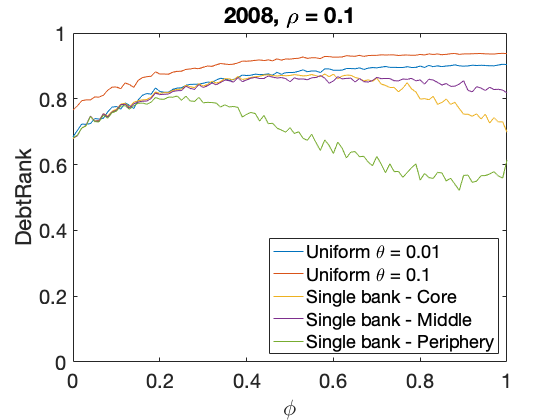 2008, ρ = 0.1
1
0.8
0.6
0.4
0.2
0
DebtRank
Uniform θ = 0.01
Uniform θ = 0.1
Single bank - Core
Single bank - Middle
Single bank - Periphery
0 0.2 0.4 0.6 0.8 1
ϕ